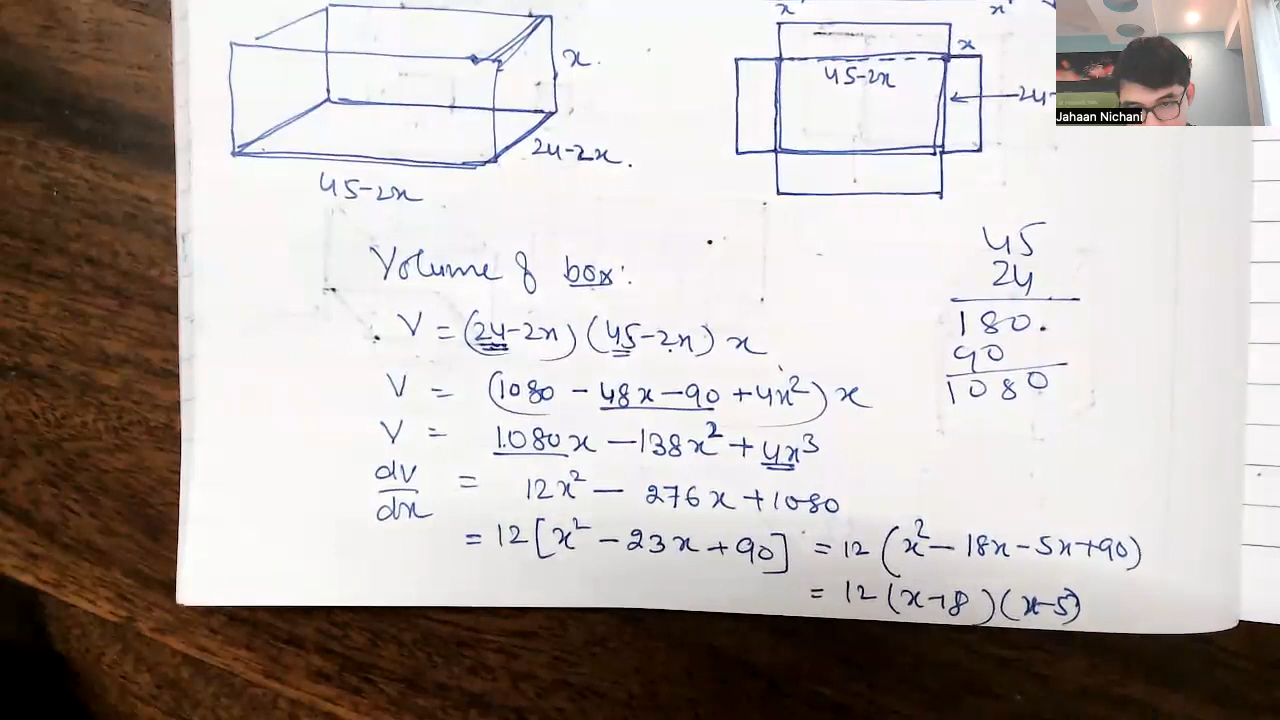 x x
x.
x
45-2x
24-
24-2x.
45-2x
Volume of box:
45
24
180.
90
1080
V = (24-2x)(45-2x) x
V = (1080 - 48x - 90 + 4x²) x
V = 1080x - 138x² + 4x³
dv/dx = 12x² - 276x + 1080
= 12[x² - 23x + 90] = 12(x² - 18x - 5x + 90)
= 12(x-18)(x-5)
Jahaan Nichani